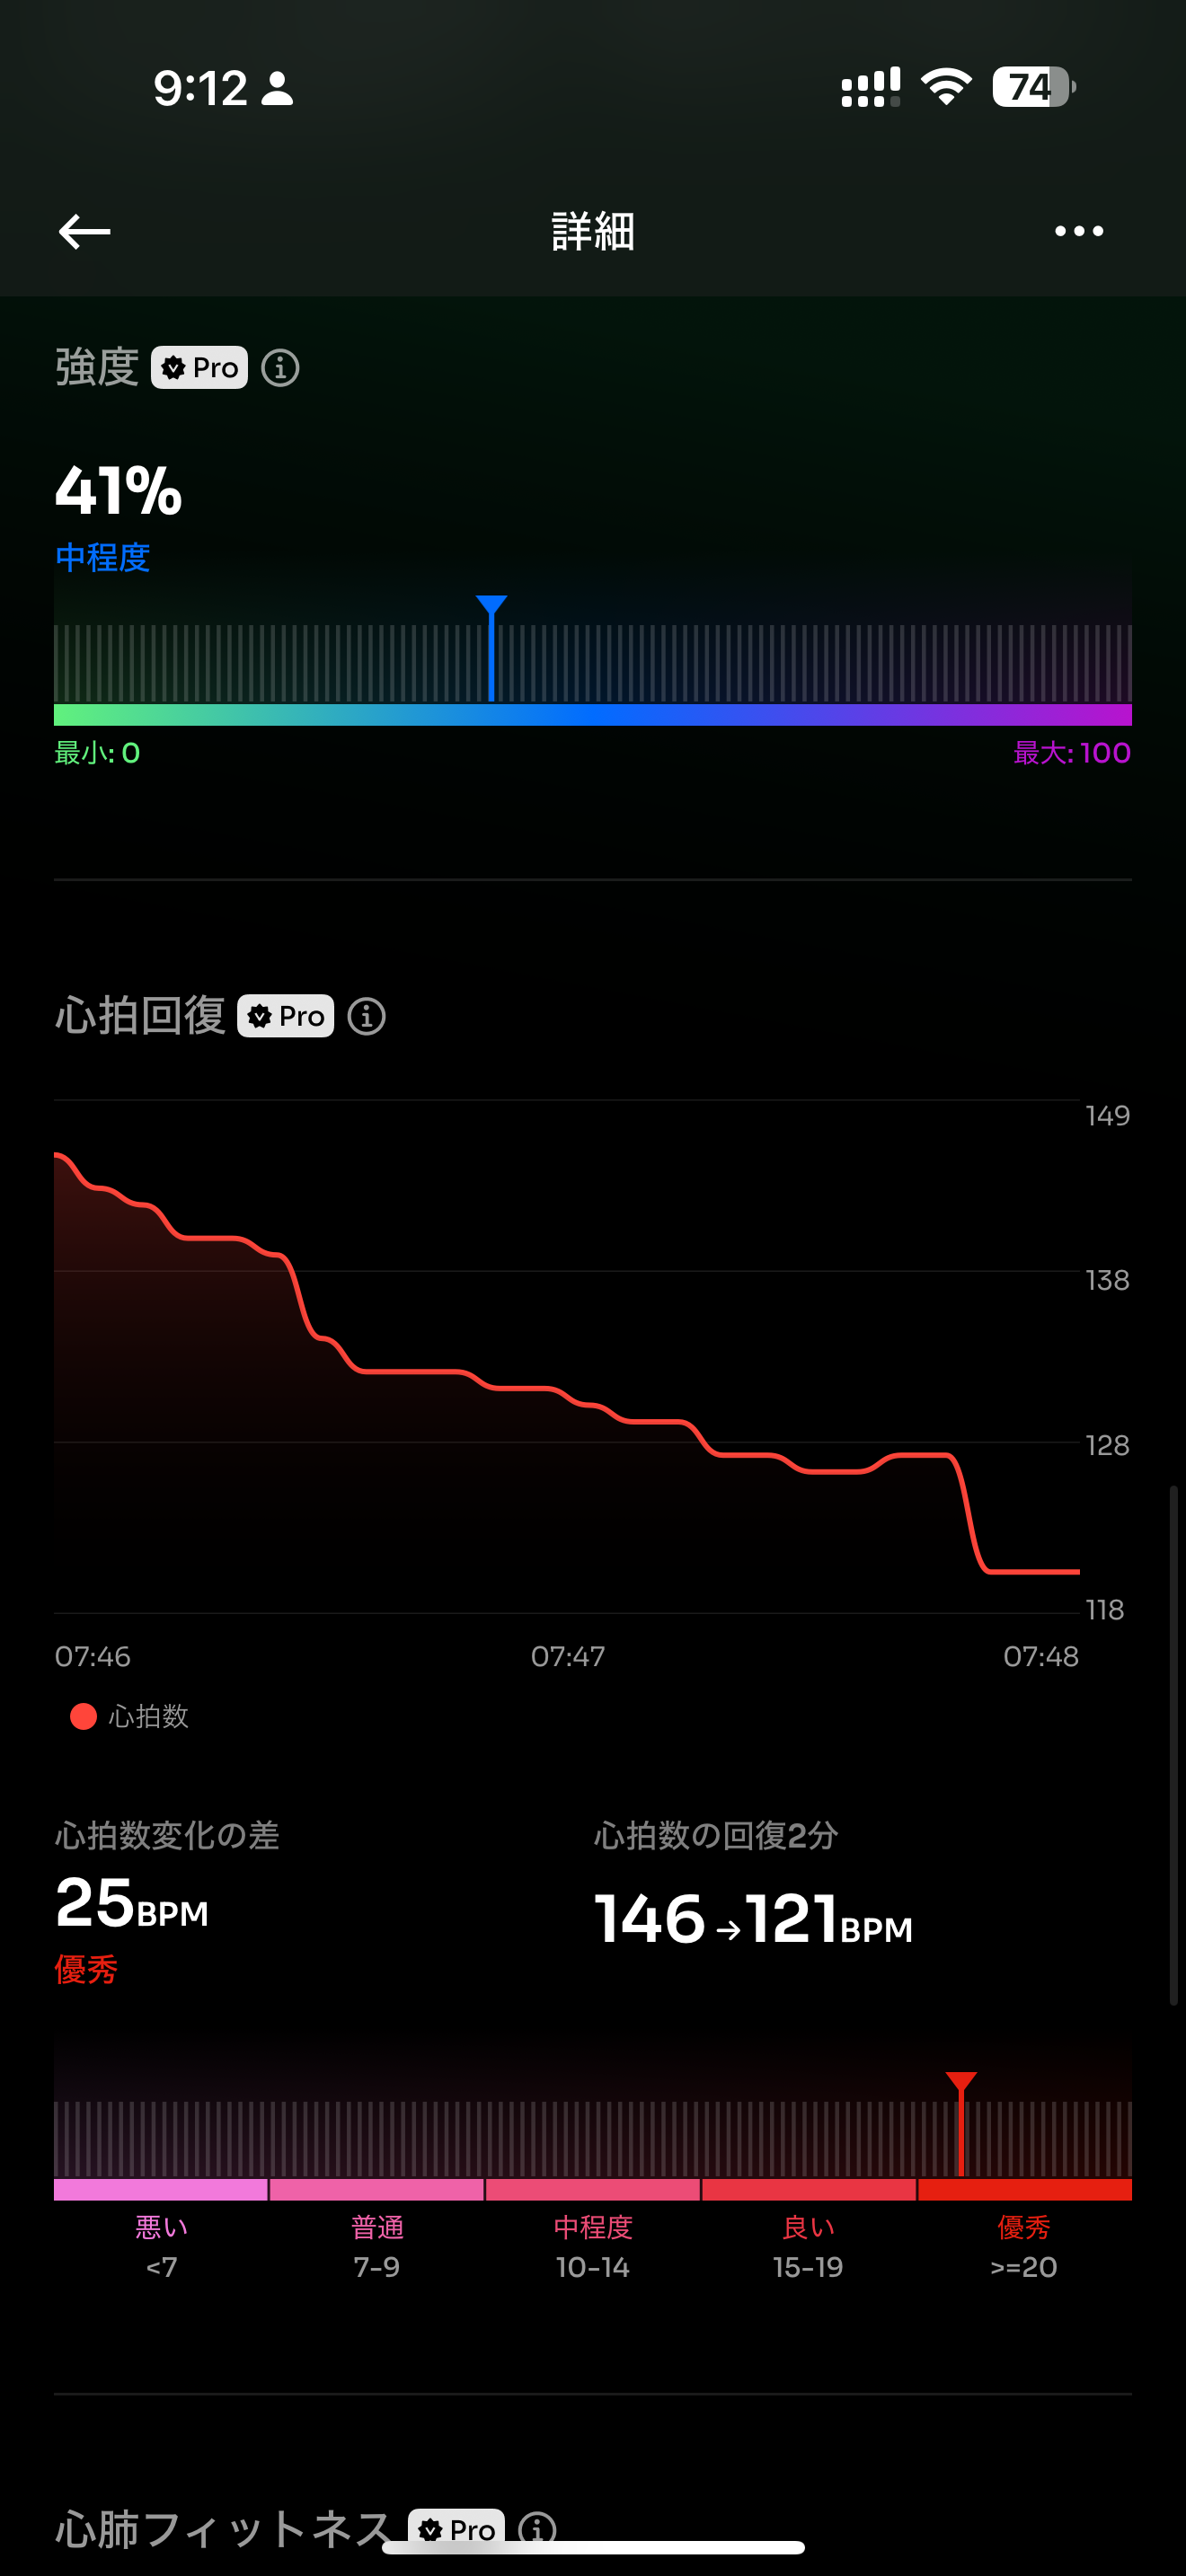 9:12
74
詳細
強度 Pro
41%
中程度
最小: 0 最大: 100
心拍回復 Pro
149
138
128
118
07:46 07:47 07:48
心拍数
心拍数変化の差 心拍数の回復2分
25BPM 146→121BPM
優秀
悪い 普通 中程度 良い 優秀
<7 7-9 10-14 15-19 >=20
心肺フィットネス Pro